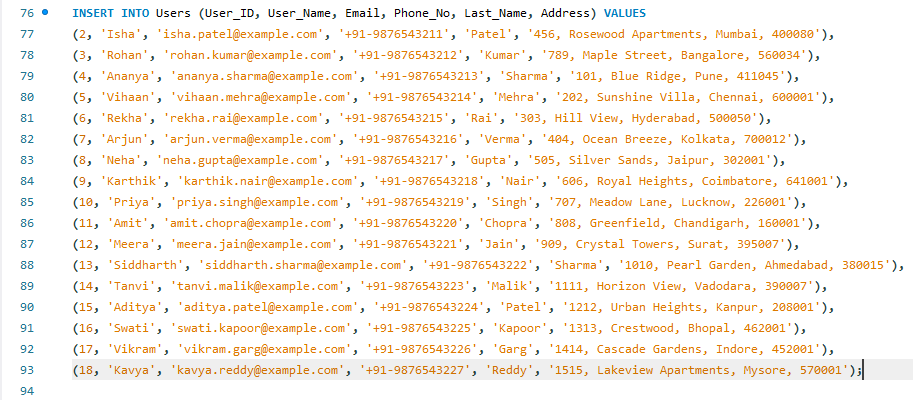 76 INSERT INTO Users (User_ID, User_Name, Email, Phone_No, Last_Name, Address) VALUES
77 (2, 'Isha', 'isha.patel@example.com', '+91-9876543211', 'Patel', '456, Rosewood Apartments, Mumbai, 400080'),
78 (3, 'Rohan', 'rohan.kumar@example.com', '+91-9876543212', 'Kumar', '789, Maple Street, Bangalore, 560034'),
79 (4, 'Ananya', 'ananya.sharma@example.com', '+91-9876543213', 'Sharma', '101, Blue Ridge, Pune, 411045'),
80 (5, 'Vihaan', 'vihaan.mehra@example.com', '+91-9876543214', 'Mehra', '202, Sunshine Villa, Chennai, 600001'),
81 (6, 'Rekha', 'rekha.rai@example.com', '+91-9876543215', 'Rai', '303, Hill View, Hyderabad, 500050'),
82 (7, 'Arjun', 'arjun.verma@example.com', '+91-9876543216', 'Verma', '404, Ocean Breeze, Kolkata, 700012'),
83 (8, 'Neha', 'neha.gupta@example.com', '+91-9876543217', 'Gupta', '505, Silver Sands, Jaipur, 302001'),
84 (9, 'Karthik', 'karthik.nair@example.com', '+91-9876543218', 'Nair', '606, Royal Heights, Coimbatore, 641001'),
85 (10, 'Priya', 'priya.singh@example.com', '+91-9876543219', 'Singh', '707, Meadow Lane, Lucknow, 226001'),
86 (11, 'Amit', 'amit.chopra@example.com', '+91-9876543220', 'Chopra', '808, Greenfield, Chandigarh, 160001'),
87 (12, 'Meera', 'meera.jain@example.com', '+91-9876543221', 'Jain', '909, Crystal Towers, Surat, 395007'),
88 (13, 'Siddharth', 'siddharth.sharma@example.com', '+91-9876543222', 'Sharma', '1010, Pearl Garden, Ahmedabad, 380015'),
89 (14, 'Tanvi', 'tanvi.malik@example.com', '+91-9876543223', 'Malik', '1111, Horizon View, Vadodara, 390007'),
90 (15, 'Aditya', 'aditya.patel@example.com', '+91-9876543224', 'Patel', '1212, Urban Heights, Kanpur, 208001'),
91 (16, 'Swati', 'swati.kapoor@example.com', '+91-9876543225', 'Kapoor', '1313, Crestwood, Bhopal, 462001'),
92 (17, 'Vikram', 'vikram.garg@example.com', '+91-9876543226', 'Garg', '1414, Cascade Gardens, Indore, 452001'),
93 (18, 'Kavya', 'kavya.reddy@example.com', '+91-9876543227', 'Reddy', '1515, Lakeview Apartments, Mysore, 570001');
94